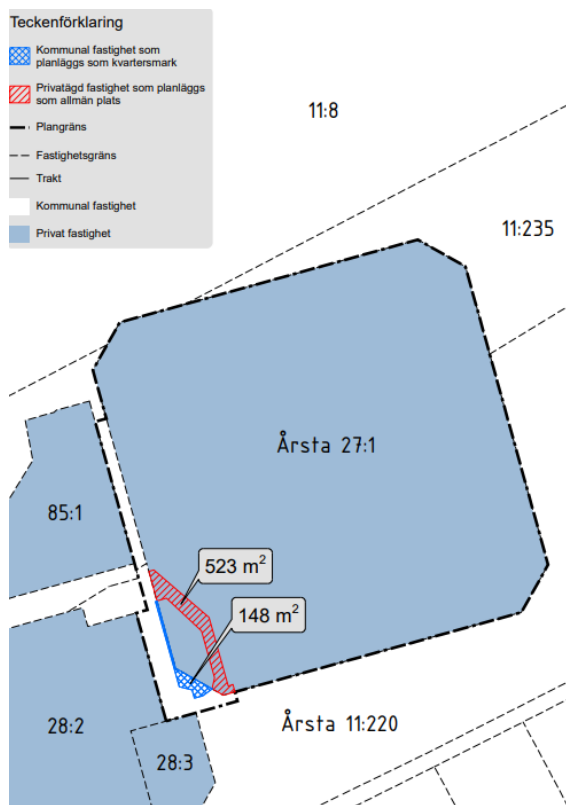 Teckenförklaring
Kommunal fastighet som
planläggs som kvartersmark
Privatägd fastighet som planläggs
som allmän plats
Plangräns
Fastighetsgräns
Trakt
Kommunal fastighet
Privat fastighet
11:8
11:235
Årsta 27:1
85:1
523 m²
148 m²
28:2
Årsta 11:220
28:3